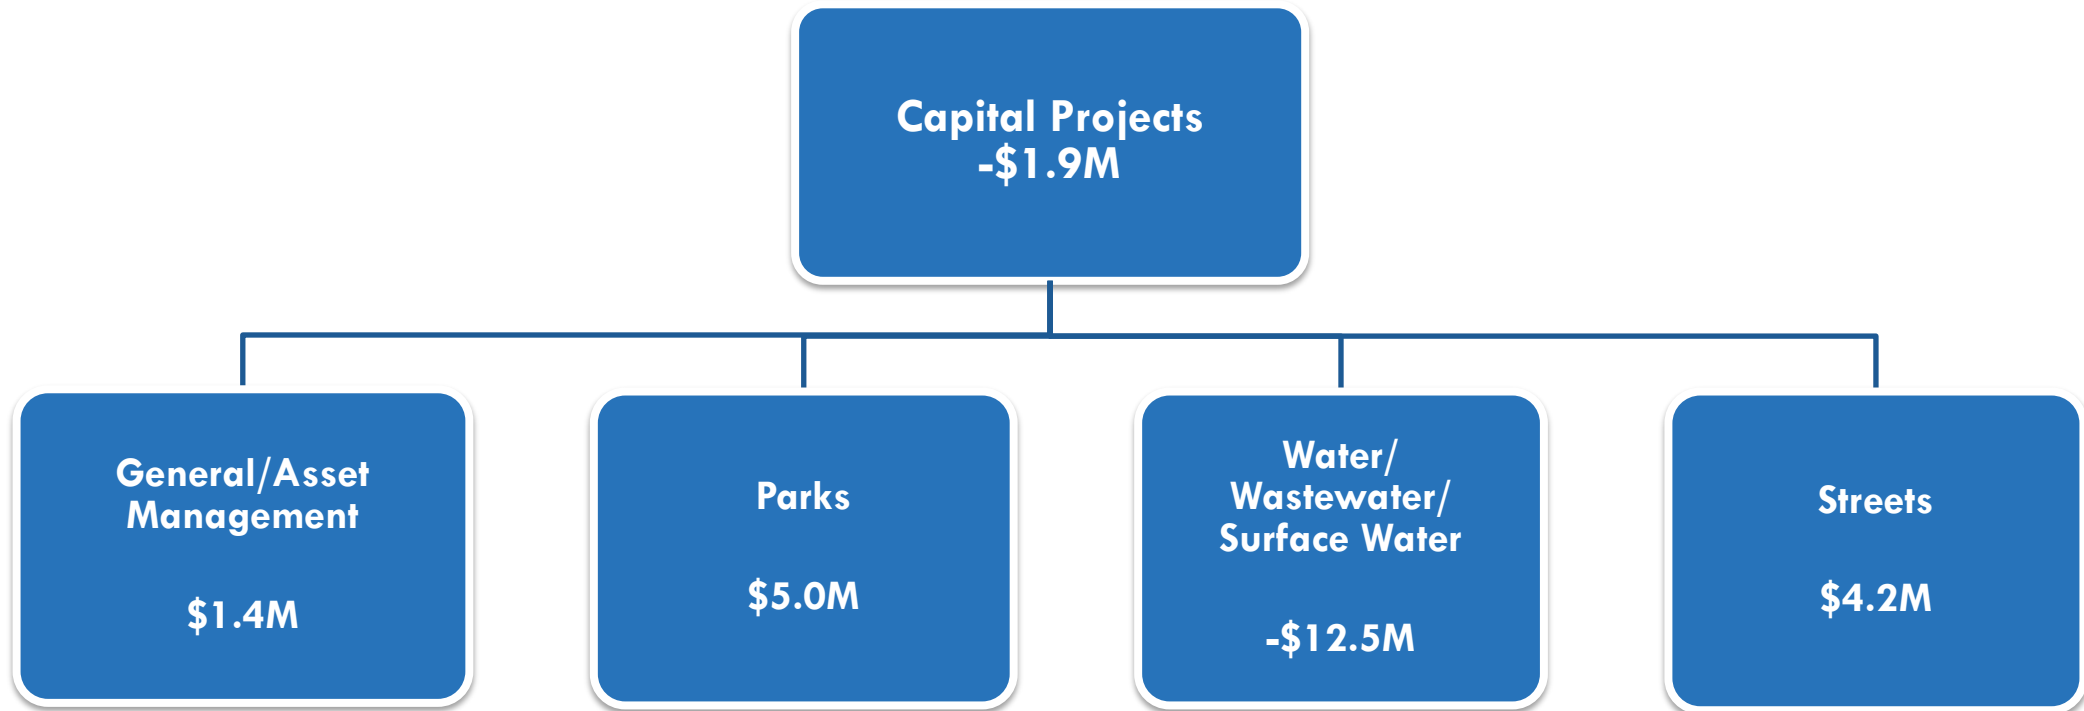 Capital Projects
-$1.9M
General/Asset
Management
$1.4M
Parks
$5.0M
Water/
Wastewater/
Surface Water
-$12.5M
Streets
$4.2M